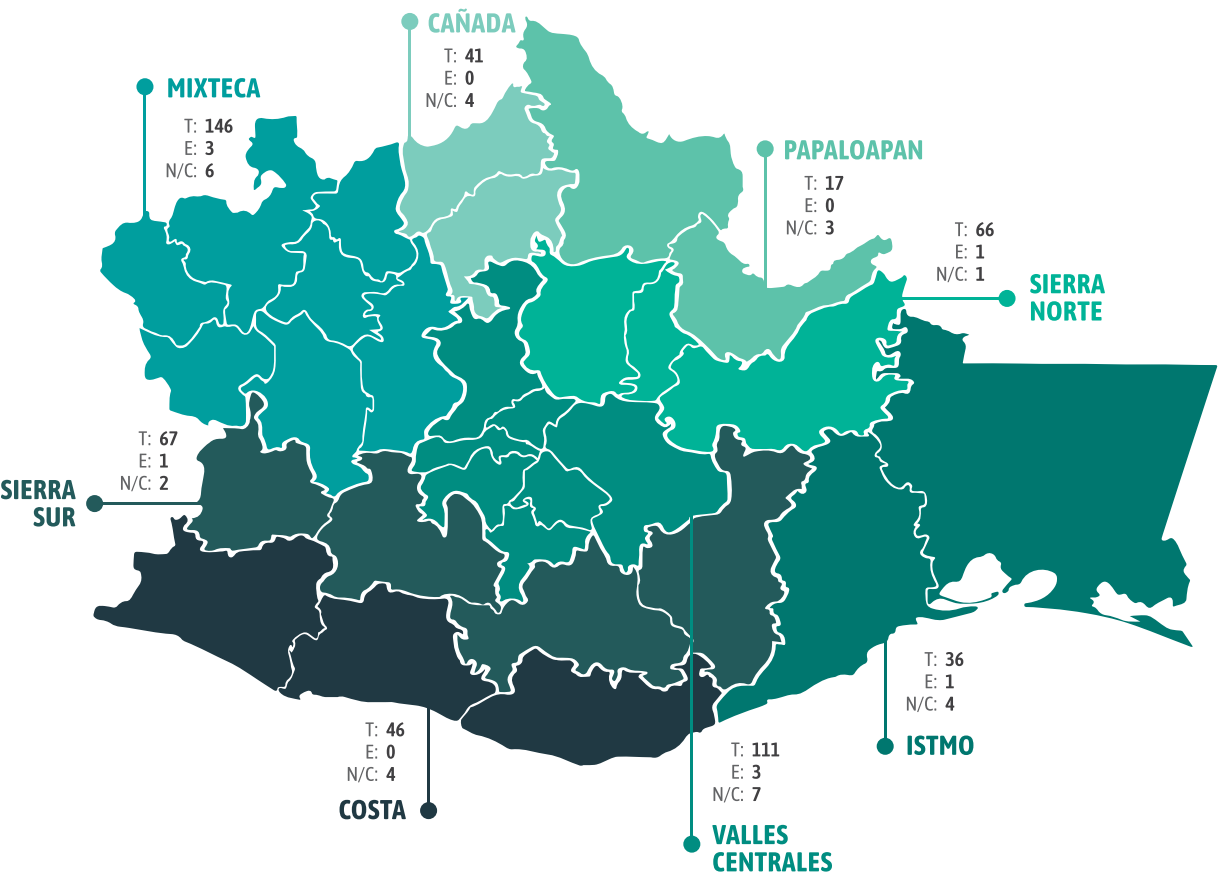 CAÑADA
T: 41
E: 0
N/C: 4
MIXTECA
T: 146
E: 3
N/C: 6
PAPALOAPAN
T: 17
E: 0
N/C: 3
T: 66
E: 1
N/C: 1
SIERRA
NORTE
T: 67
E: 1
N/C: 2
SIERRA
SUR
T: 36
E: 1
N/C: 4
ISTMO
T: 46
E: 0
N/C: 4
COSTA
T: 111
E: 3
N/C: 7
VALLES
CENTRALES